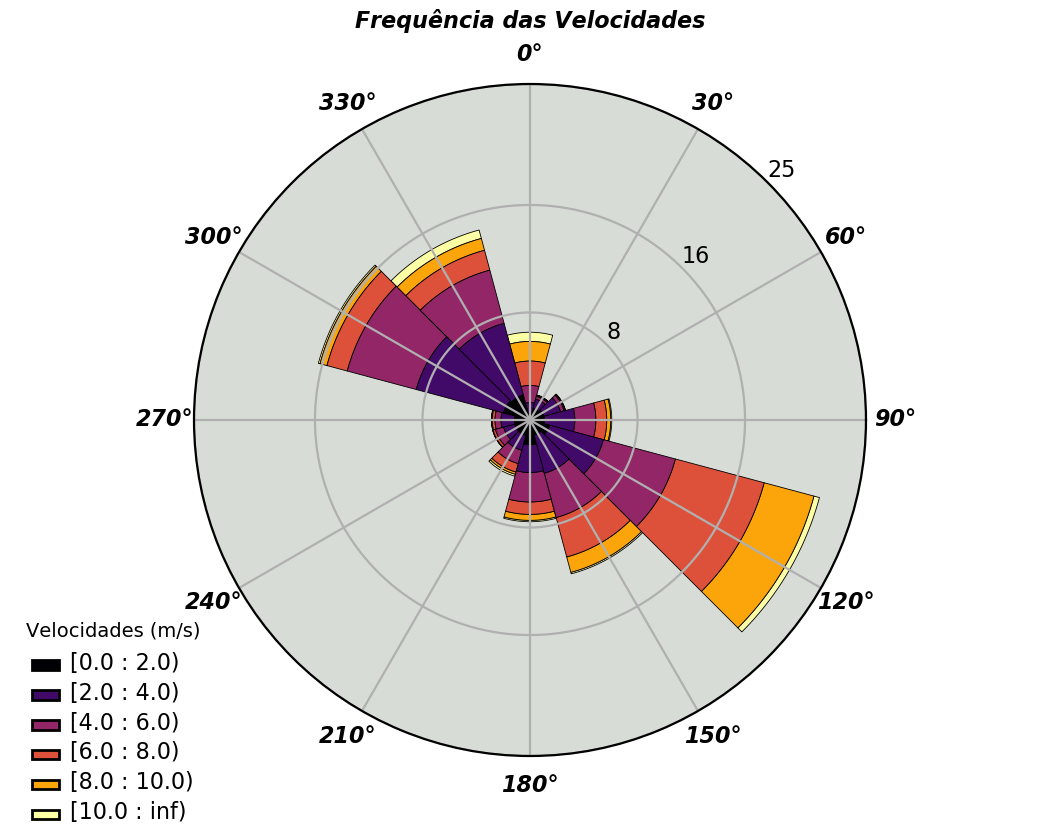 Frequência das Velocidades
0°
330°
30°
25
300°
60°
16
8
270°
90°
240°
120°
210°
150°
180°
Velocidades (m/s)
[0.0 : 2.0)
[2.0 : 4.0)
[4.0 : 6.0)
[6.0 : 8.0)
[8.0 : 10.0)
[10.0 : inf)